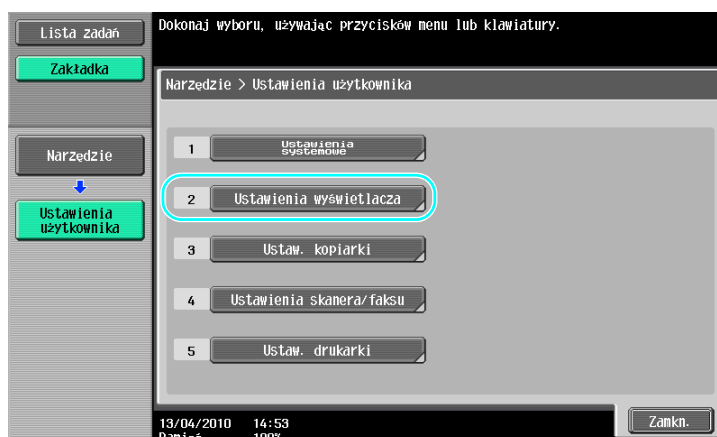 Lista zadań
Zakładka
Dokonaj wyboru, używając przycisków menu lub klawiatury.
Narzędzie > Ustawienia użytkownika
Narzędzie
Ustawienia
użytkownika
1 Ustawienia
systemowe
2 Ustawienia wyświetlacza
3 Ustaw. kopiarki
4 Ustawienia skanera/faksu
5 Ustaw. drukarki
13/04/2010 14:53
Pamięć 100%
Zamkn.